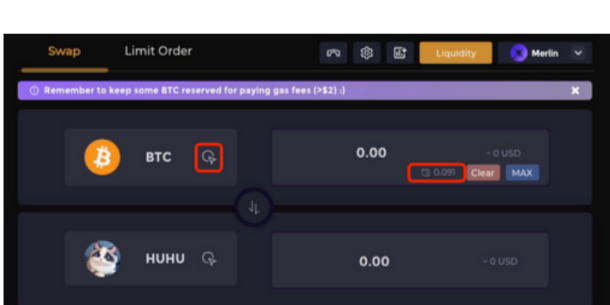 Swap Limit Order Liquidity Merlin
Remember to keep some BTC reserved for paying gas fees (>$2) :)
BTC 0.00 ~ 0 USD
0.091 Clear MAX
HUHU 0.00 ~ 0 USD